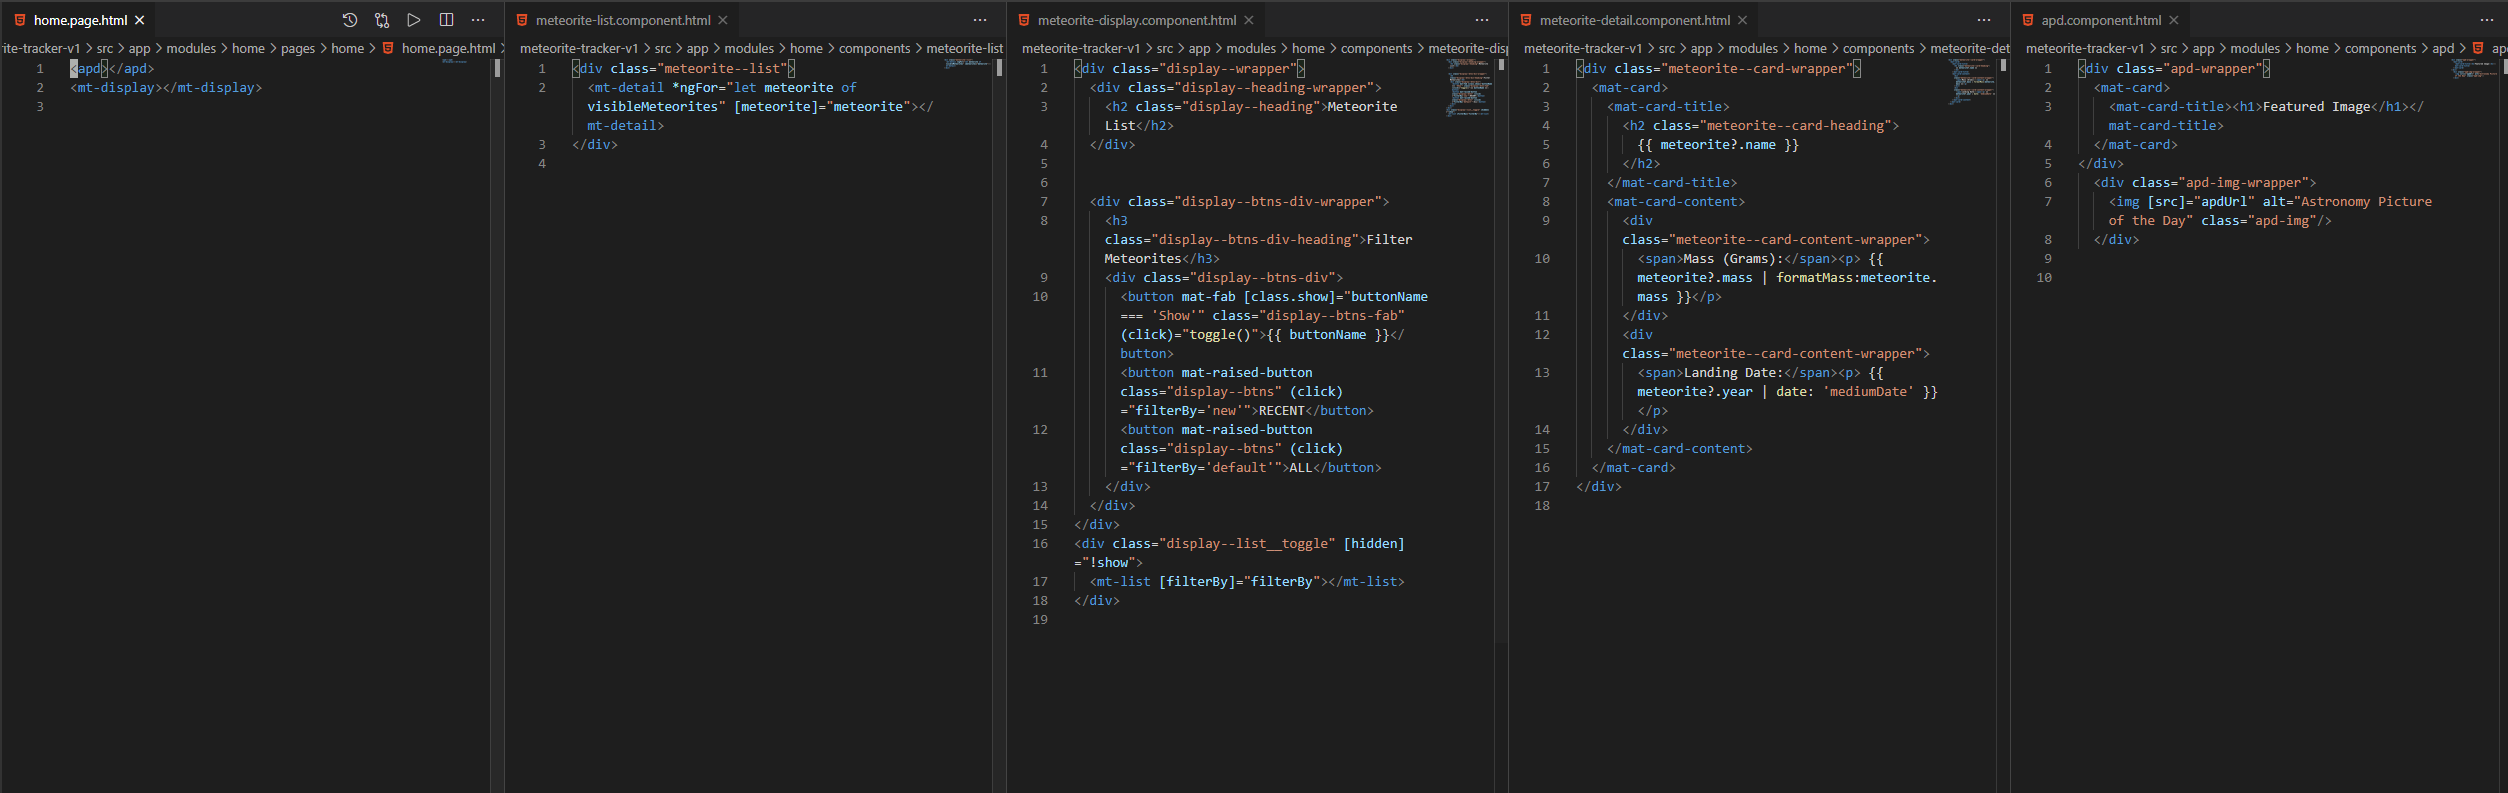 home.page.html
rite-tracker-v1 > src > app > modules > home > pages > home > home.page.html >
1 <apd></apd>
2 <mt-display></mt-display>
3
meteorite-list.component.html
meteorite-tracker-v1 > src > app > modules > home > components > meteorite-list
1 <div class="meteorite--list">
2 <mt-detail *ngFor="let meteorite of
visibleMeteorites" [meteorite]="meteorite"></
mt-detail>
3 </div>
4
meteorite-display.component.html
meteorite-tracker-v1 > src > app > modules > home > components > meteorite-disp
1 <div class="display--wrapper">
2 <div class="display--heading-wrapper">
3 <h2 class="display--heading">Meteorite
List</h2>
4 </div>
5
6
7 <div class="display--btns-div-wrapper">
8 <h3
class="display--btns-div-heading">Filter
Meteorites</h3>
9 <div class="display--btns-div">
10 <button mat-fab [class.show]="buttonName
=== 'Show'" class="display--btns-fab"
(click)="toggle()">{{ buttonName }}</
button>
11 <button mat-raised-button
class="display--btns" (click)
="filterBy='new'">RECENT</button>
12 <button mat-raised-button
class="display--btns" (click)
="filterBy='default'">ALL</button>
13 </div>
14 </div>
15 </div>
16 <div class="display--list__toggle" [hidden]
="!show">
17 <mt-list [filterBy]="filterBy"></mt-list>
18 </div>
19
meteorite-detail.component.html
meteorite-tracker-v1 > src > app > modules > home > components > meteorite-det
1 <div class="meteorite--card-wrapper">
2 <mat-card>
3 <mat-card-title>
4 <h2 class="meteorite--card-heading">
5 {{ meteorite?.name }}
6 </h2>
7 </mat-card-title>
8 <mat-card-content>
9 <div
class="meteorite--card-content-wrapper">
10 <span>Mass (Grams):</span><p> {{
meteorite?.mass | formatMass:meteorite.
mass }}</p>
11 </div>
12 <div
class="meteorite--card-content-wrapper">
13 <span>Landing Date:</span><p> {{
meteorite?.year | date: 'mediumDate' }}
</p>
14 </div>
15 </mat-card-content>
16 </mat-card>
17 </div>
18
apd.component.html
meteorite-tracker-v1 > src > app > modules > home > components > apd > ap
1 <div class="apd-wrapper">
2 <mat-card>
3 <mat-card-title><h1>Featured Image</h1></
mat-card-title>
4 </mat-card>
5 </div>
6 <div class="apd-img-wrapper">
7 <img [src]="apdUrl" alt="Astronomy Picture
of the Day" class="apd-img"/>
8 </div>
9
10